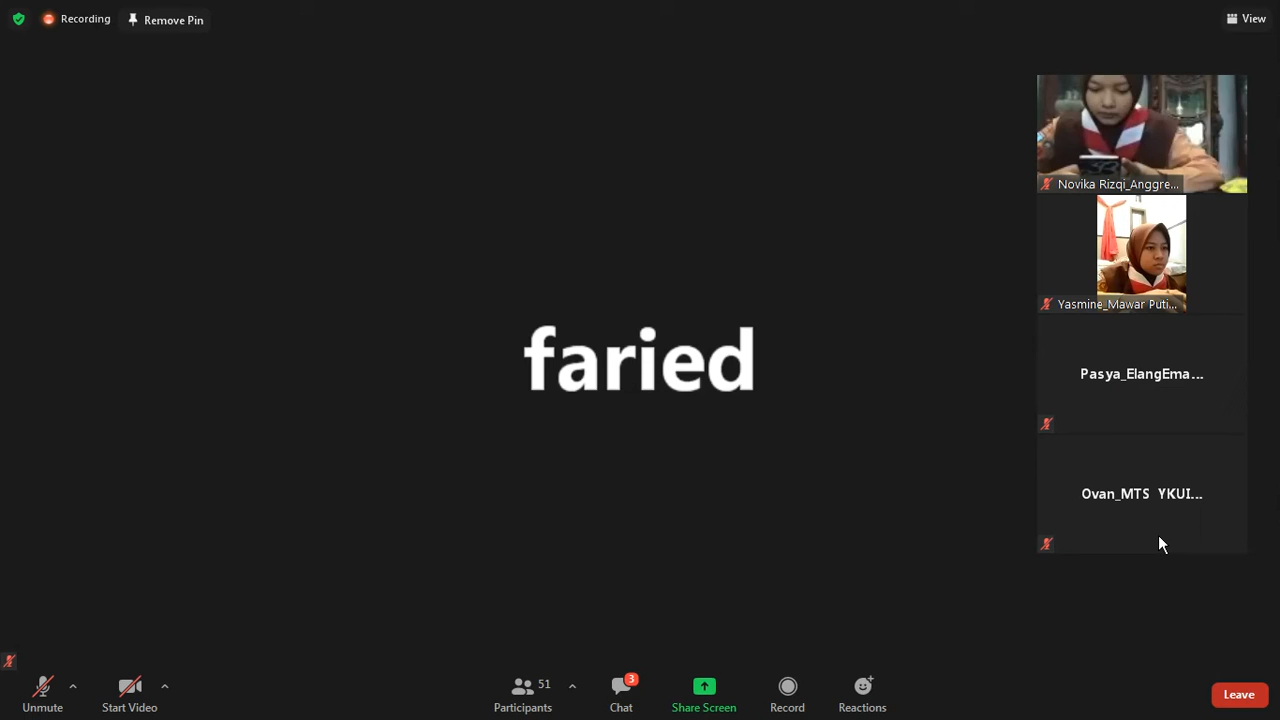 Recording
Remove Pin
View
Novika Rizqi_Anggre...
Yasmine_Mawar Puti...
faried
Pasya_ElangEma...
Ovan_MTS YKUI...
Unmute
Start Video
51
Participants
3
Chat
Share Screen
Record
Reactions
Leave